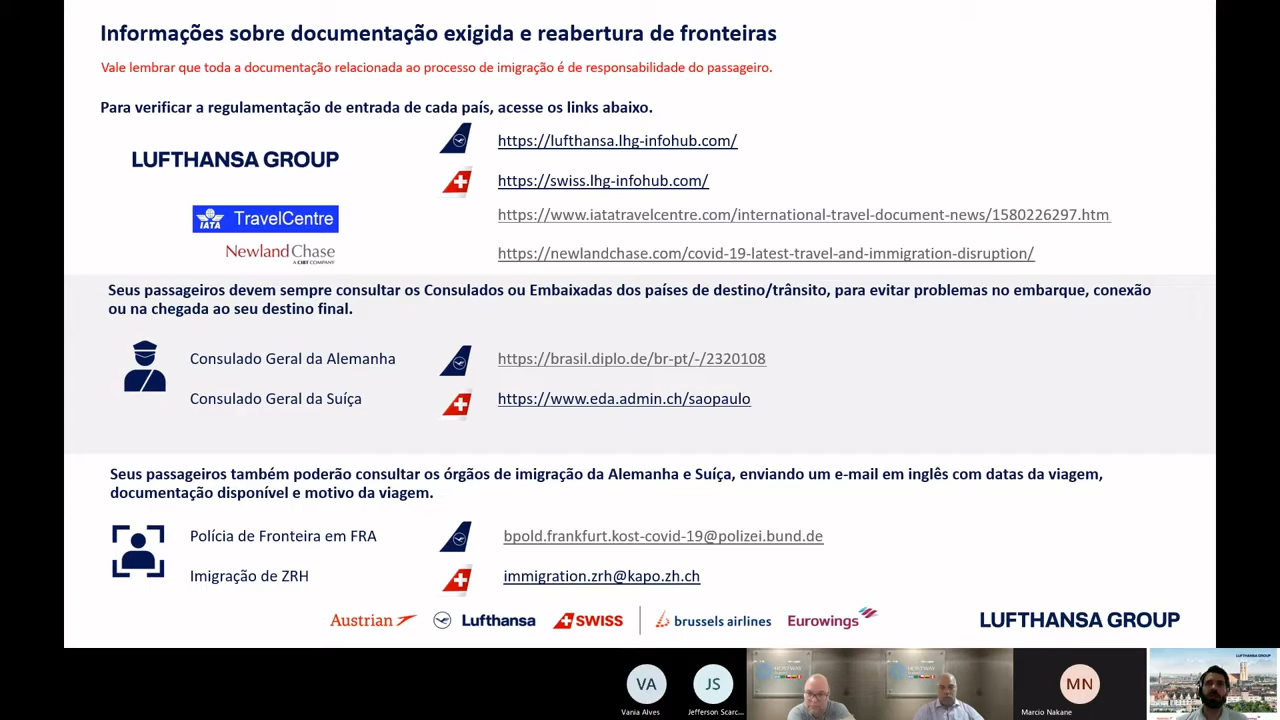 Informações sobre documentação exigida e reabertura de fronteiras
Vale lembrar que toda a documentação relacionada ao processo de imigração é de responsabilidade do passageiro.
Para verificar a regulamentação de entrada de cada país, acesse os links abaixo.
LUFTHANSA GROUP
https://lufthansa.lhg-infohub.com/
https://swiss.lhg-infohub.com/
IATA TravelCentre
https://www.iatatravelcentre.com/international-travel-document-news/1580226297.htm
Newland Chase
A CIBT COMPANY
https://newlandchase.com/covid-19-latest-travel-and-immigration-disruption/
Seus passageiros devem sempre consultar os Consulados ou Embaixadas dos países de destino/trânsito, para evitar problemas no embarque, conexão
ou na chegada ao seu destino final.
Consulado Geral da Alemanha
https://brasil.diplo.de/br-pt/-/2320108
Consulado Geral da Suíça
https://www.eda.admin.ch/saopaulo
Seus passageiros também poderão consultar os órgãos de imigração da Alemanha e Suíça, enviando um e-mail em inglês com datas da viagem,
documentação disponível e motivo da viagem.
Polícia de Fronteira em FRA
bpold.frankfurt.kost-covid-19@polizei.bund.de
Imigração de ZRH
immigration.zrh@kapo.zh.ch
Austrian
Lufthansa
SWISS
brussels airlines
Eurowings
LUFTHANSA GROUP
VA
JS
MN
Vania Alves
Jefferson Scarc...
Marcio Nakane
LUFTHANSA GROUP